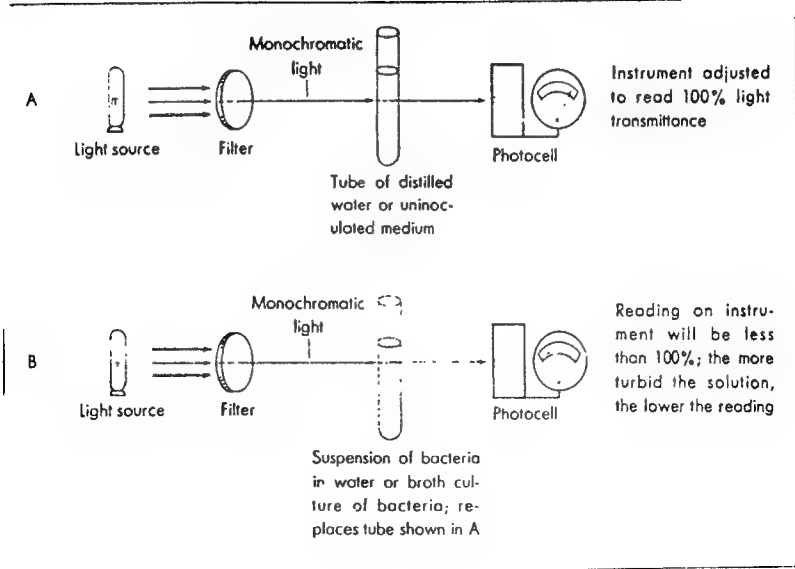 Monochromatic
light
A
Light source
Filter
Tube of distilled
water or uninoc-
ulated medium
Photocell
Instrument adjusted
to read 100% light
transmittance
Monochromatic
light
B
Light source
Filter
Suspension of bacteria
in water or broth cul-
ture of bacteria; re-
places tube shown in A
Photocell
Reading on instru-
ment will be less
than 100%; the more
turbid the solution,
the lower the reading